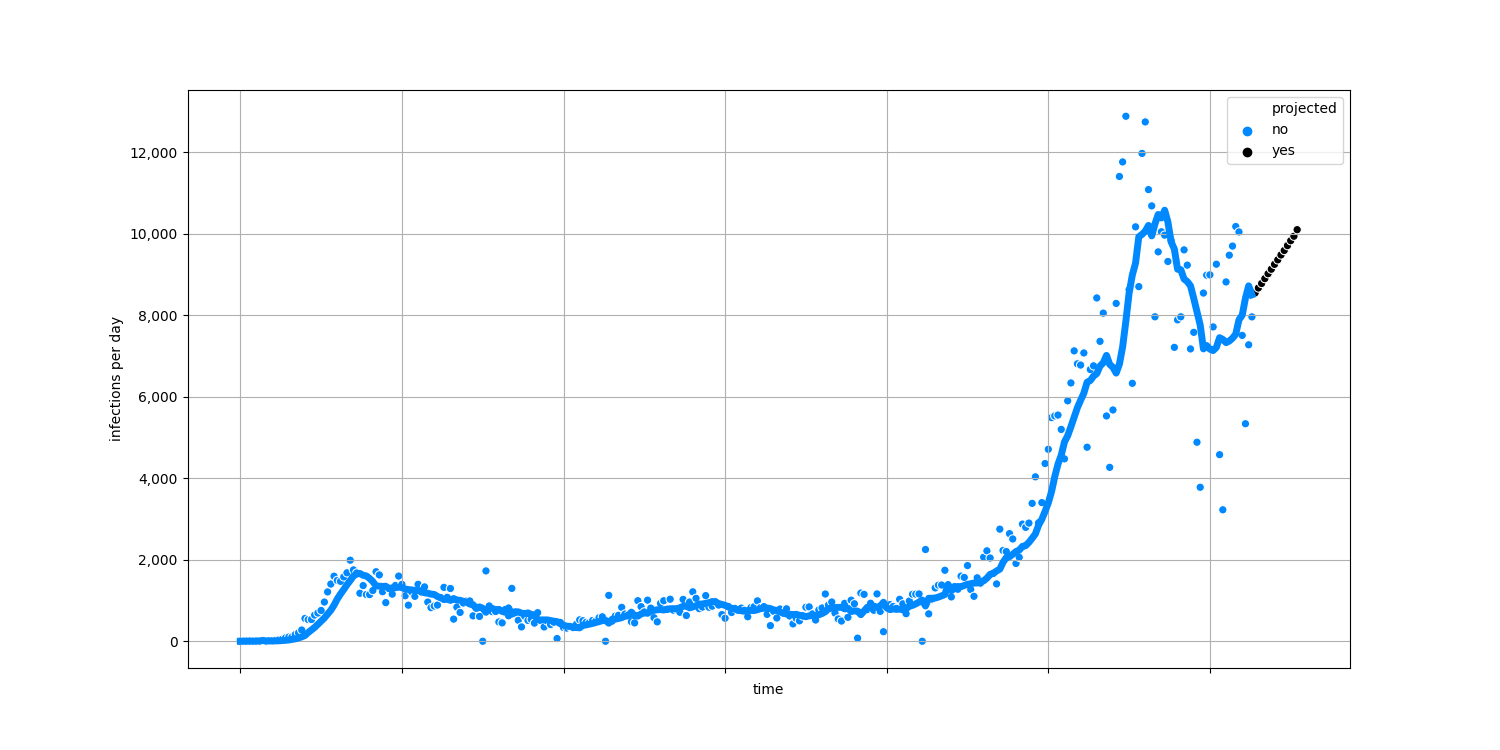 projected
no
yes
12,000
10,000
8,000
6,000
4,000
2,000
0
infections per day
time